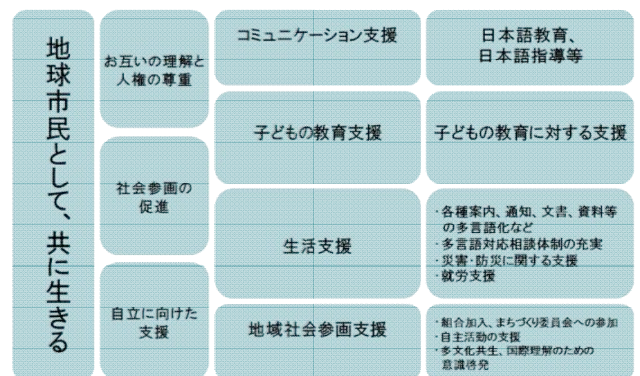 地球市民として、共に生きる
お互いの理解と
人権の尊重
社会参画の
促進
自立に向けた
支援
コミュニケーション支援
子どもの教育支援
生活支援
地域社会参画支援
日本語教育、
日本語指導等
子どもの教育に対する支援
・各種案内、通知、文書、資料等
の多言語化など
・多言語対応相談体制の充実
・災害・防災に関する支援
・就労支援
・組合加入、まちづくり委員会への参加
・自主活動の支援
・多文化共生、国際理解のための
意識啓発